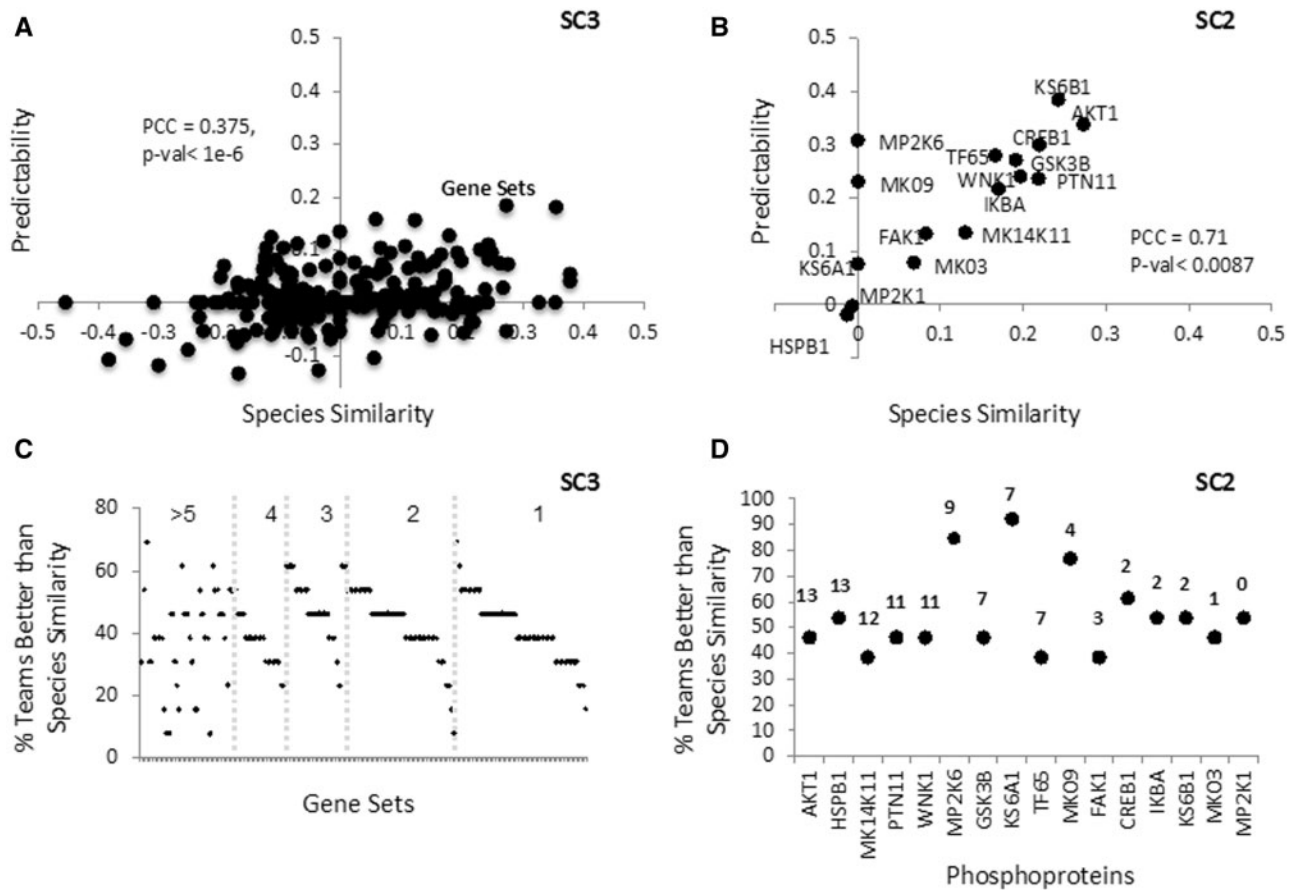 A
SC3
0.5
0.4
0.3
0.2
0.1
-0.1
Predictability
PCC = 0.375,
p-val< 1e-6
Gene Sets
-0.5 -0.4 -0.3 -0.2 0.1 0.2 0.3 0.4 0.5
Species Similarity
B
SC2
0.5
0.4
0.3
0.2
0.1
0
Predictability
KS6B1
AKT1
MP2K6
CREB1
TF65
GSK3B
MK09
WNK1
PTN11
IKBA
FAK1
MK14K11
PCC = 0.71
P-val< 0.0087
KS6A1
MK03
MP2K1
HSPB1
0 0.1 0.2 0.3 0.4 0.5
Species Similarity
C
SC3
% Teams Better than
Species Similarity
80
60
40
20
0
>5 4 3 2 1
Gene Sets
D
SC2
% Teams Better than
Species Similarity
100
90
80
70
60
50
40
30
20
10
0
13 13 12 11 11 9 7 7 7 4 3 2 2 2 1 0
AKT1
HSPB1
MK14K11
PTN11
WNK1
MP2K6
GSK3B
KS6A1
TF65
MK09
FAK1
CREB1
IKBA
KS6B1
MK03
MP2K1
Phosphoproteins